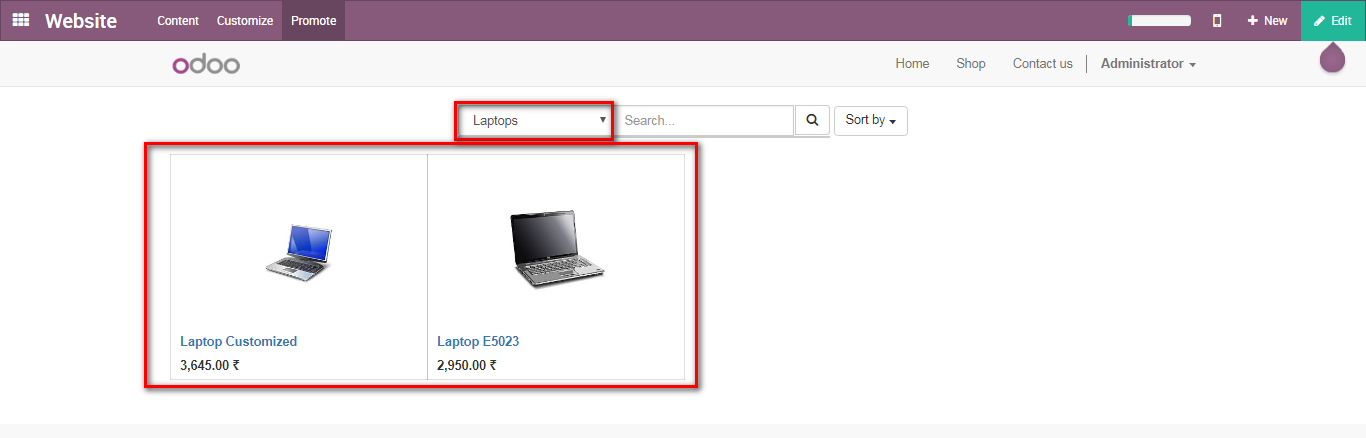 Website Content Customize Promote New Edit
odoo Home Shop Contact us Administrator
Laptops Search... Sort by
Laptop Customized Laptop E5023
3,645.00 ₹ 2,950.00 ₹